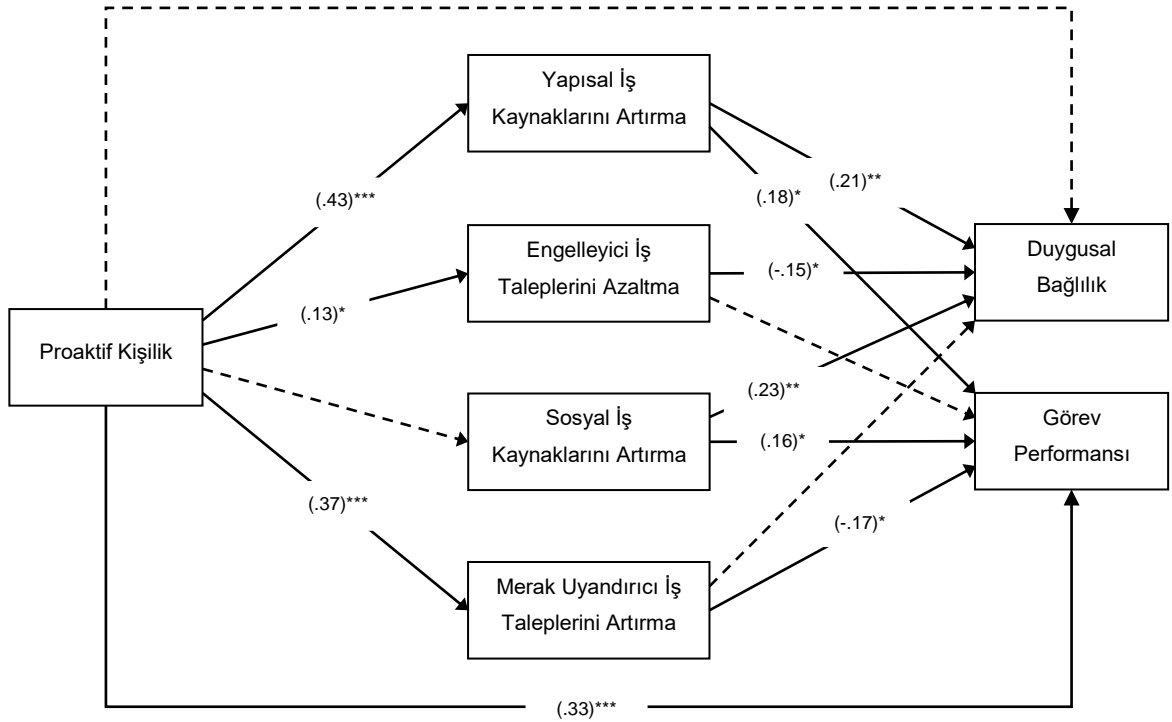 Yapısal İş
Kaynaklarını Artırma
(.43)***
(.18)*
(.21)**
Engelleyici İş
Taleplerini Azaltma
(-.15)*
Duygusal
Bağlılık
(.13)*
Proaktif Kişilik
(.23)**
Sosyal İş
Kaynaklarını Artırma
(.16)*
Görev
Performansı
(.37)***
(-.17)*
Merak Uyandırıcı İş
Taleplerini Artırma
(.33)***